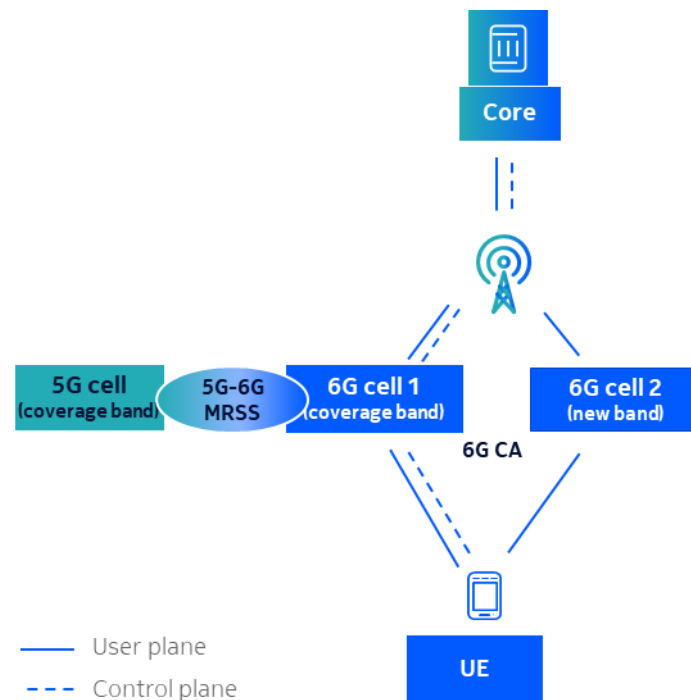 Core
5G cell
(coverage band)
5G-6G
MRSS
6G cell 1
(coverage band)
6G cell 2
(new band)
6G CA
UE
User plane
Control plane